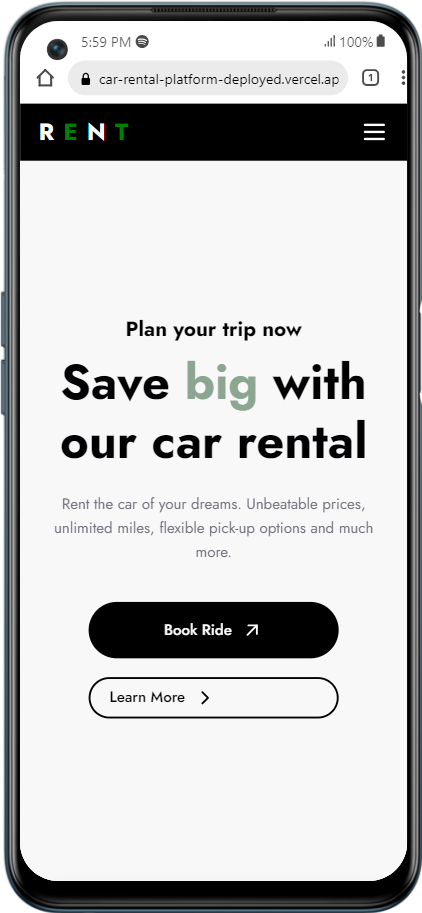 5:59 PM
100%
car-rental-platform-deployed.vercel.ap
1
RENT
Plan your trip now
Save big with
our car rental
Rent the car of your dreams. Unbeatable prices,
unlimited miles, flexible pick-up options and much
more.
Book Ride
Learn More